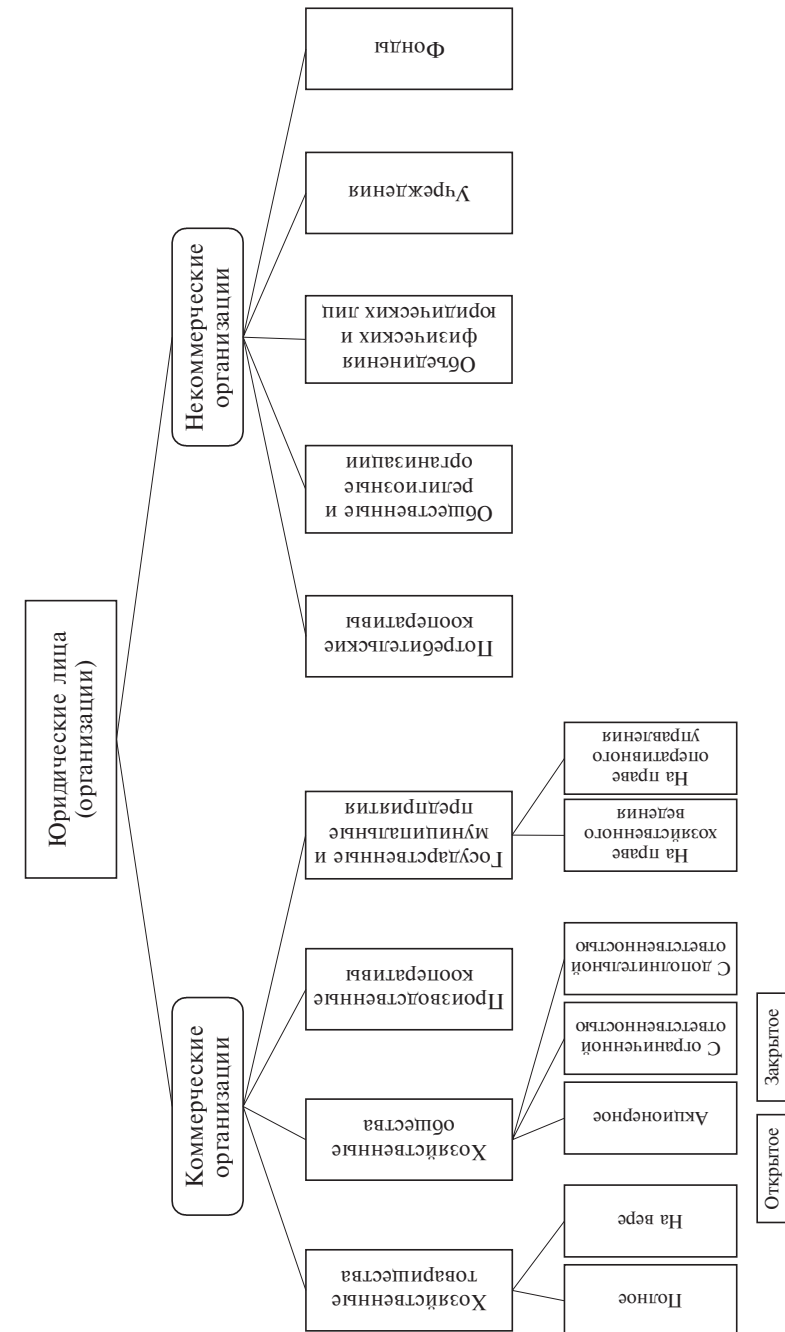 Юридические лица
(организации)
Коммерческие
организации
Некоммерческие
организации
Хозяйственные
товарищества
Хозяйственные
общества
Производственные
кооперативы
Государственные и
муниципальные
предприятия
Потребительские
кооперативы
Общественные и
религиозные
организации
Объединения
физических и
юридических лиц
Учреждения
Фонды
Полное
На вере
Акционерное
С ограниченной
ответственностью
С дополнительной
ответственностью
На праве
хозяйственного
ведения
На праве
оперативного
управления
Открытое
Закрытое